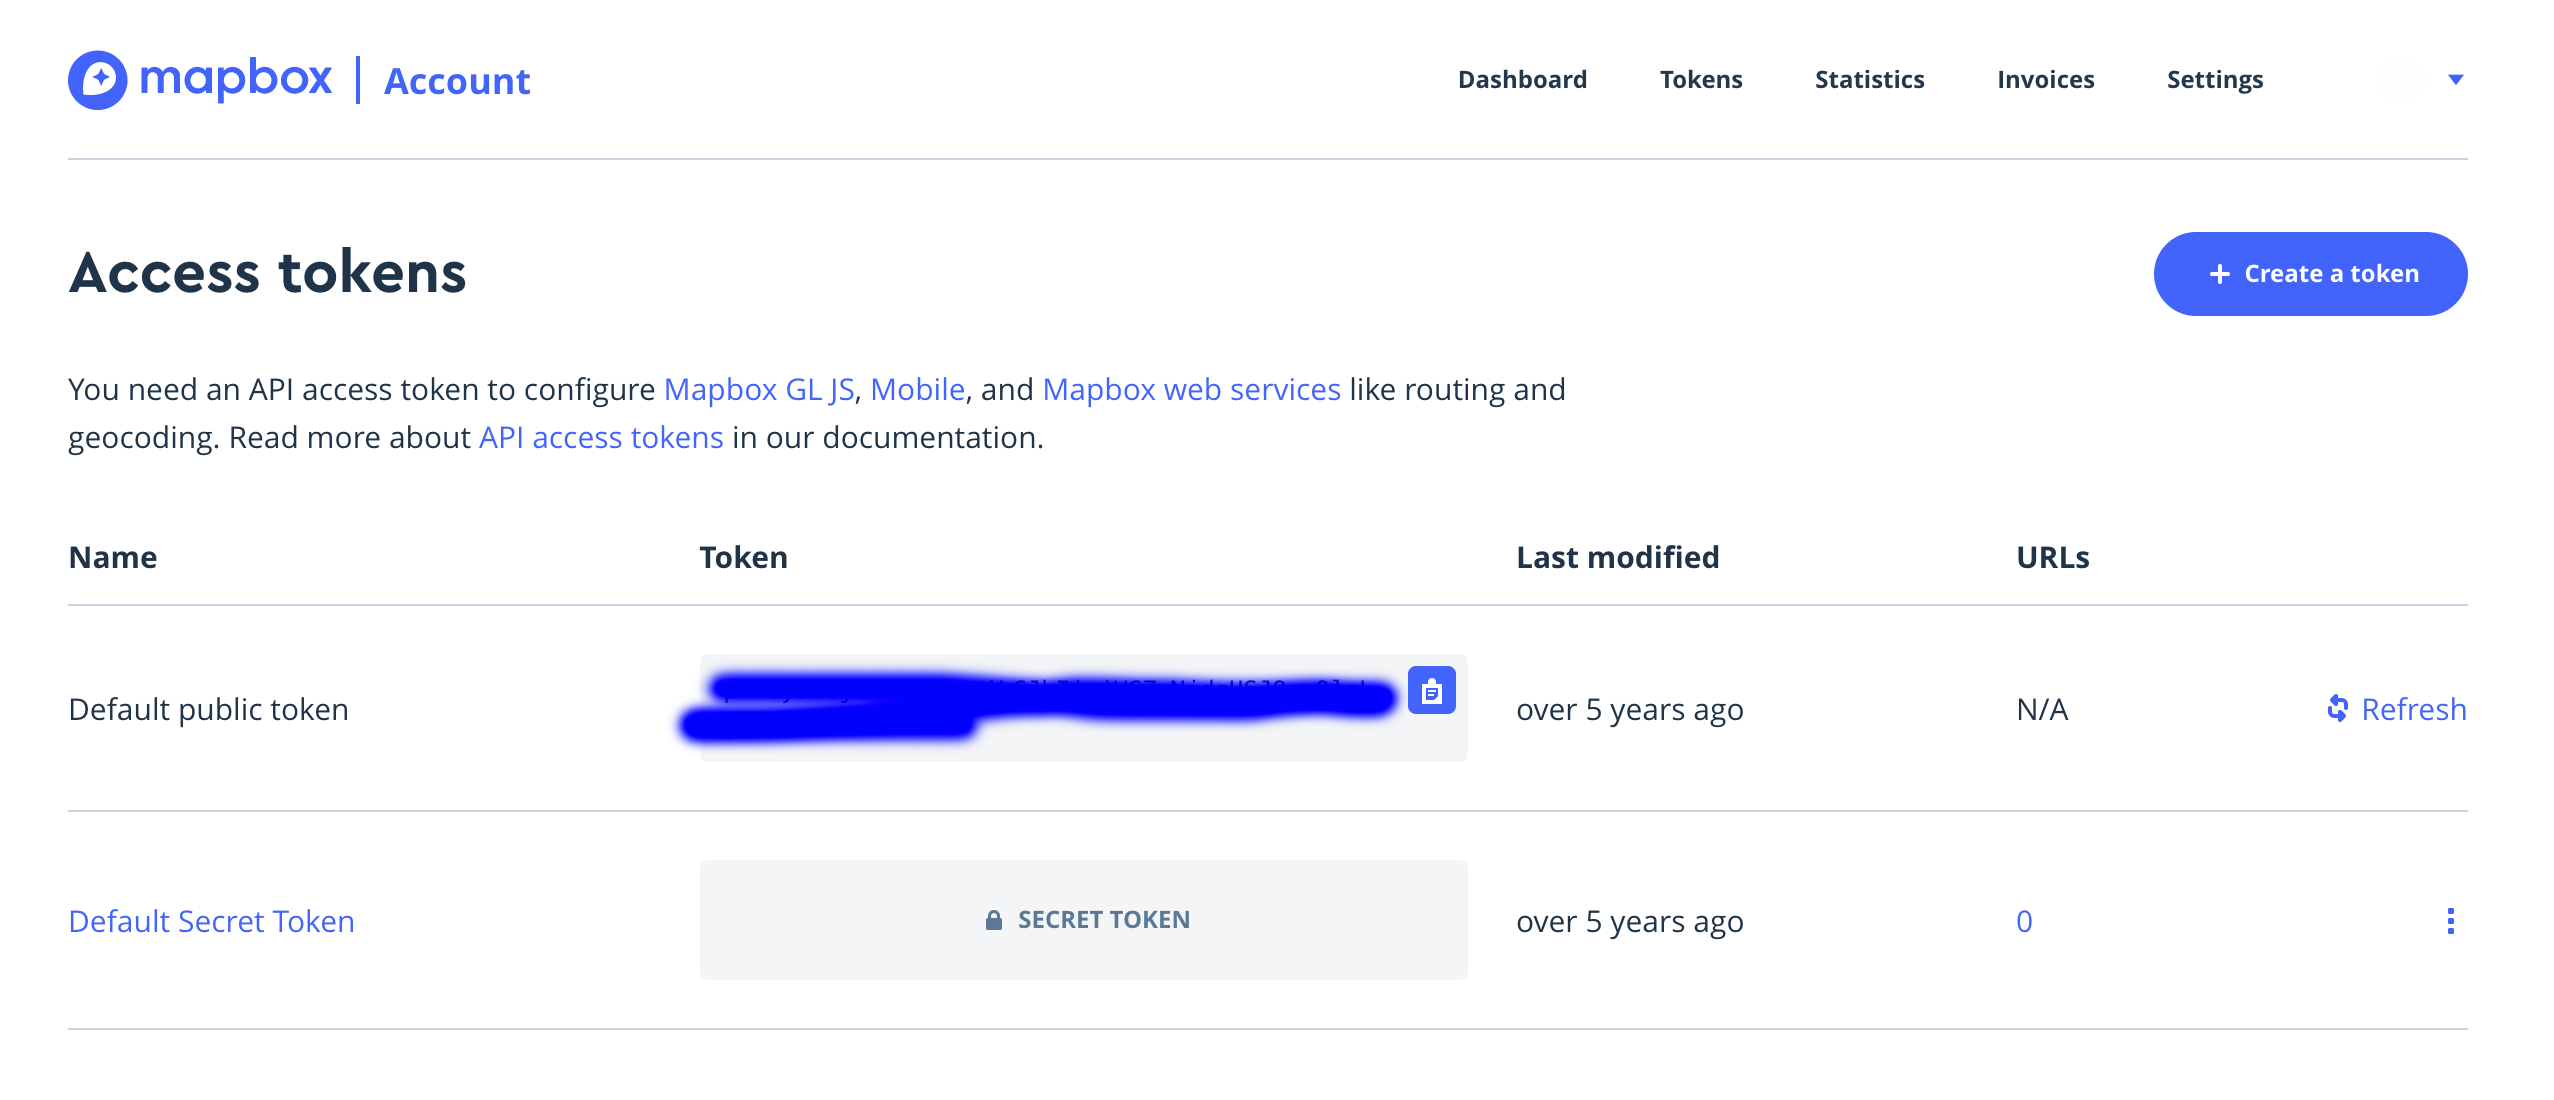 mapbox | Account
Dashboard Tokens Statistics Invoices Settings
Access tokens
+ Create a token
You need an API access token to configure Mapbox GL JS, Mobile, and Mapbox web services like routing and
geocoding. Read more about API access tokens in our documentation.
Name Token Last modified URLs
Default public token over 5 years ago N/A Refresh
Default Secret Token SECRET TOKEN over 5 years ago 0